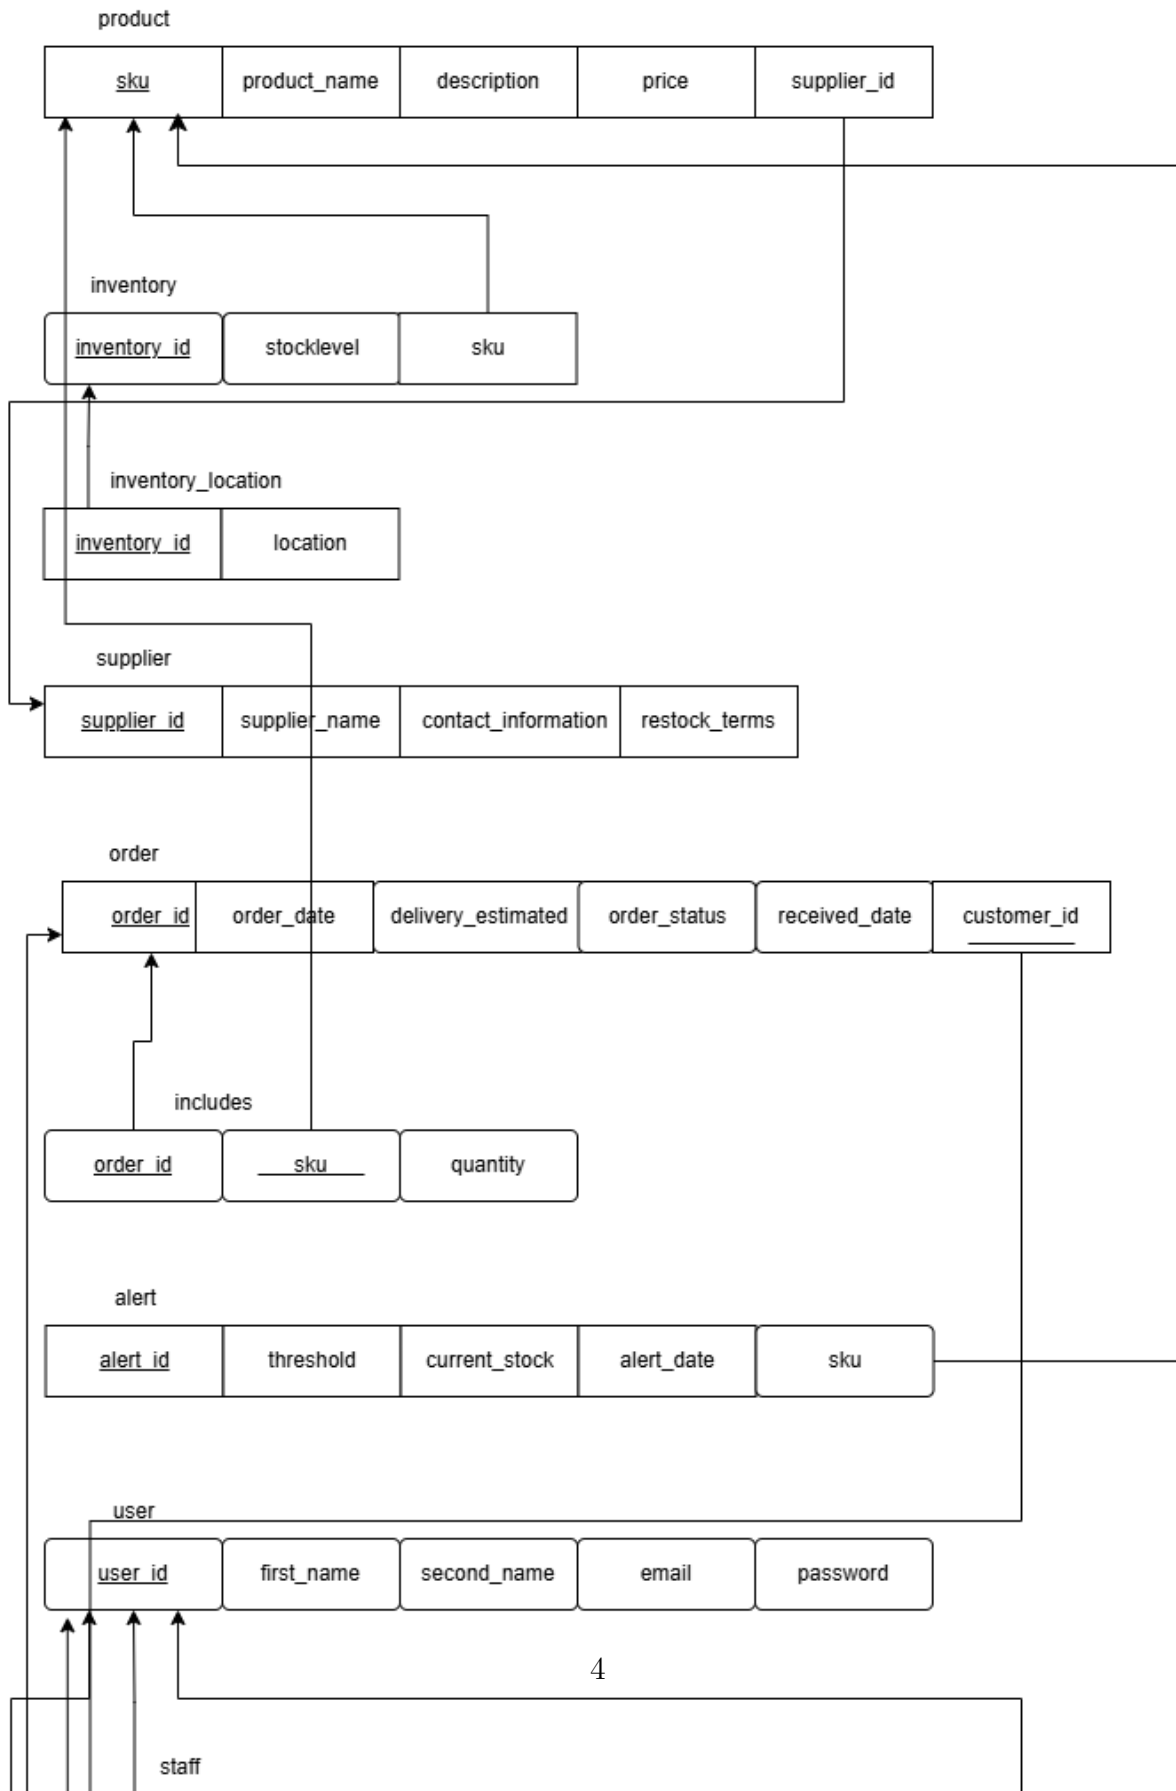 product
sku product_name description price supplier_id
inventory
inventory_id stocklevel sku
inventory_location
inventory_id location
supplier
supplier_id supplier_name contact_information restock_terms
order
order_id order_date delivery_estimated order_status received_date customer_id
includes
order_id sku quantity
alert
alert_id threshold current_stock alert_date sku
user
user_id first_name second_name email password
4
staff